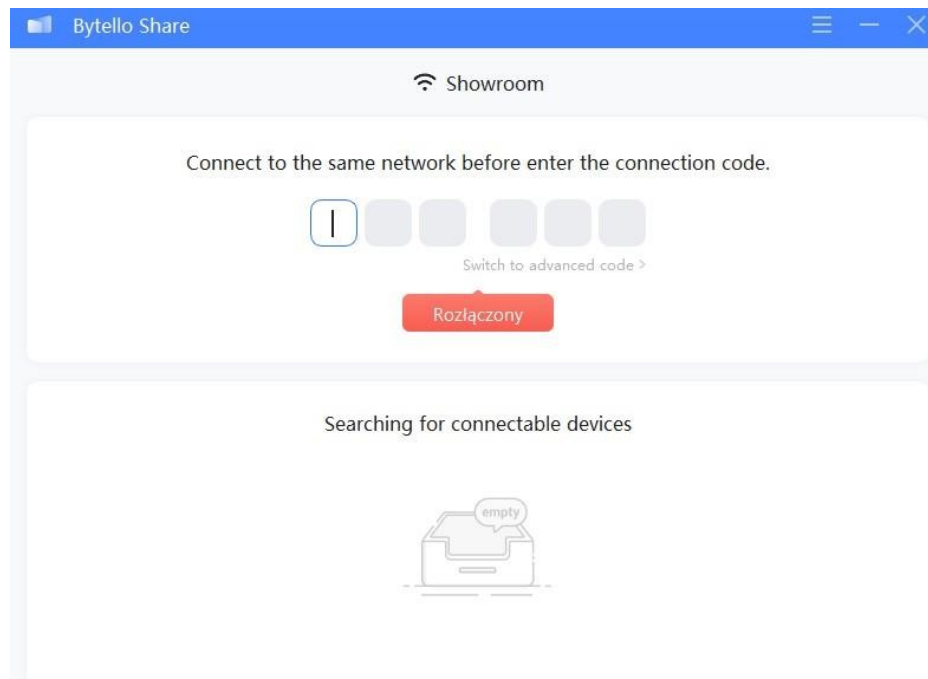 Bytello Share
Showroom
Connect to the same network before enter the connection code.
Switch to advanced code >
Rozłączony
Searching for connectable devices
empty